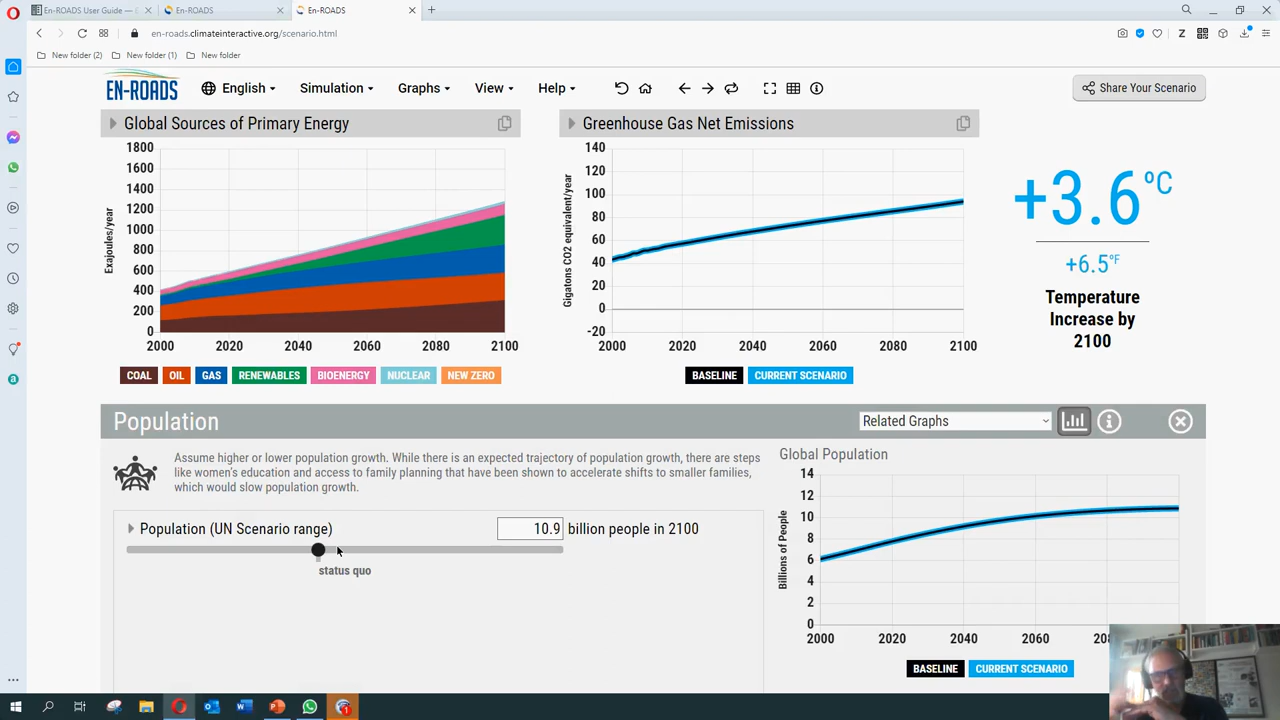 En-ROADS User Guide — (
En-ROADS
En-ROADS
en-roads.climateinteractive.org/scenario.html
New folder (2)
New folder (1)
New folder
EN-ROADS
English
Simulation
Graphs
View
Help
Share Your Scenario
Global Sources of Primary Energy
1800
1600
1400
1200
1000
800
600
400
200
0
Exajoules/year
2000
2020
2040
2060
2080
2100
COAL
OIL
GAS
RENEWABLES
BIOENERGY
NUCLEAR
NEW ZERO
Greenhouse Gas Net Emissions
140
120
100
80
60
40
20
0
-20
Gigatons CO2 equivalent/year
2000
2020
2040
2060
2080
2100
BASELINE
CURRENT SCENARIO
+3.6 ºC
+6.5 ºF
Temperature
Increase by
2100
Population
Related Graphs
Assume higher or lower population growth. While there is an expected trajectory of population growth, there are steps
like women's education and access to family planning that have been shown to accelerate shifts to smaller families,
which would slow population growth.
Population (UN Scenario range)
10.9
billion people in 2100
status quo
Global Population
14
12
10
8
6
4
2
0
Billions of People
2000
2020
2040
2060
BASELINE
CURRENT SCENARIO